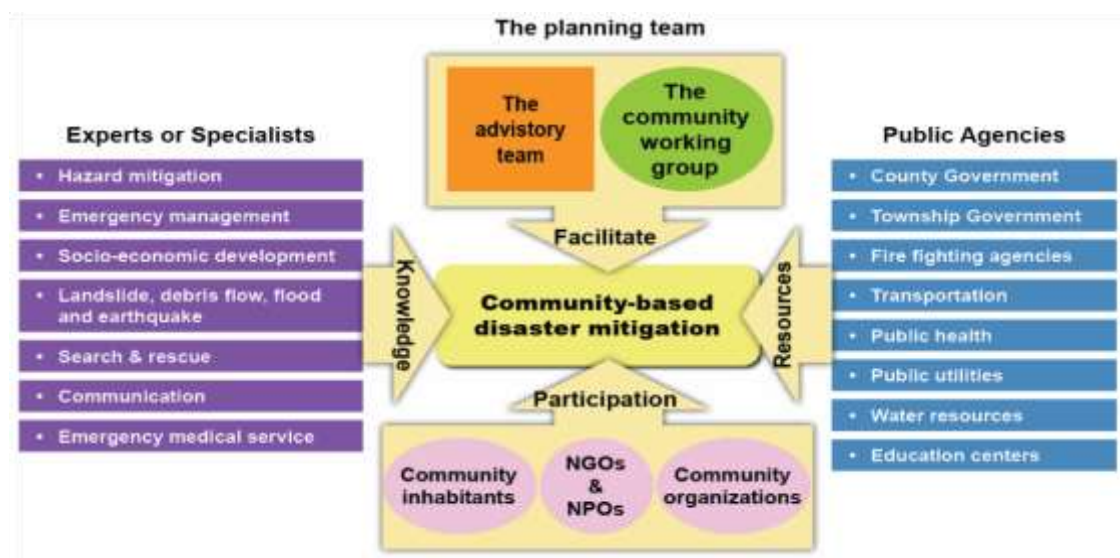 The planning team
The
advistory
team
The
community
working
group
Facilitate
Experts or Specialists
• Hazard mitigation
• Emergency management
• Socio-economic development
• Landslide, debris flow, flood
and earthquake
• Search & rescue
• Communication
• Emergency medical service
Knowledge
Community-based
disaster mitigation
Resources
Public Agencies
• County Government
• Township Government
• Fire fighting agencies
• Transportation
• Public health
• Public utilities
• Water resources
• Education centers
Participation
Community
inhabitants
NGOs
&
NPOs
Community
organizations